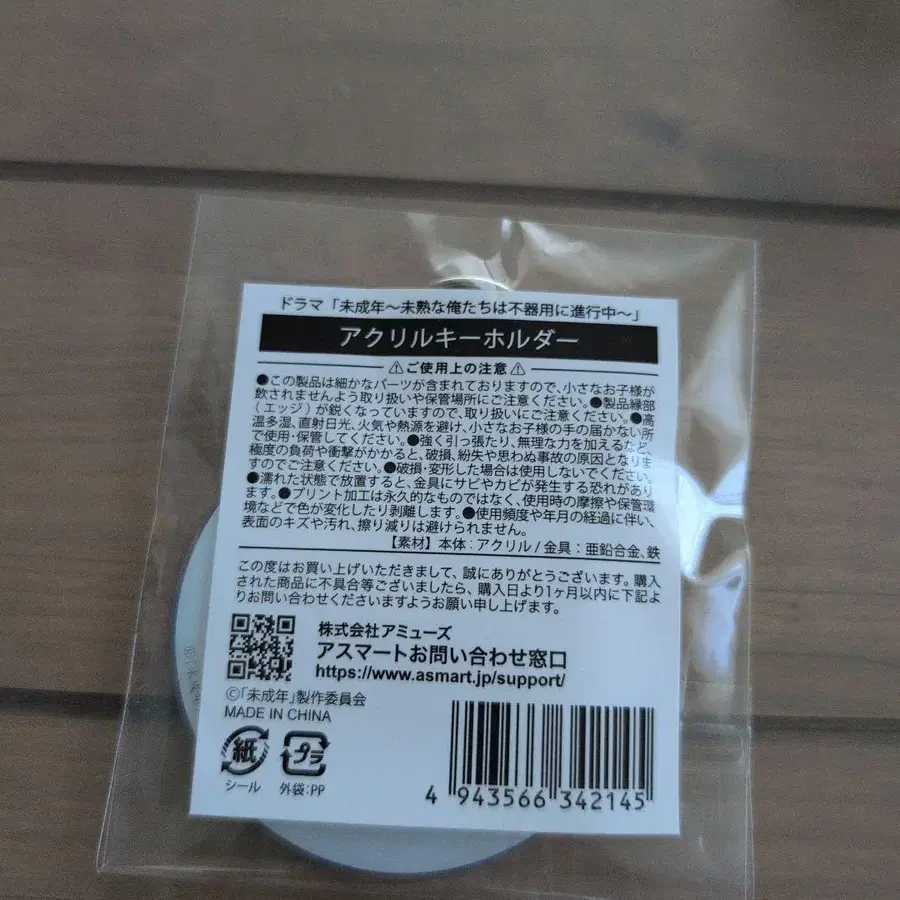 ドラマ「未成年～未熟な俺たちは不器用に進行中～」
アクリルキーホルダー
⚠ご使用上の注意⚠
●この製品は細かなパーツが含まれておりますので、小さなお子様が
飲まれませんよう取り扱いや保管場所にご注意ください。●製品縁部
(エッジ)が鋭くなっていますので、取り扱いにご注意ください。●高
温多湿、直射日光、火気や熱源を避け、小さなお子様の手の届かない所
で使用・保管してください。●強く引っ張たり、無理な力を加えるなど、
極度の負荷や衝撃がかかると、破損、紛失や思わぬ事故の原因となりま
すのでご注意ください。●破損・変形した場合は使用しないでください。
●濡れた状態で放置すると、金具にサビやカビが発生する恐れがあり
ます。●プリント加工は永久的なものではなく、使用時の摩擦や保管環
境などで色が変化したり剥離します。●使用頻度や年月の経過に伴い、
表面のキズや汚れ、擦り減りは避けられません。
【素材】本体：アクリル/金具：亜鉛合金、鉄
この度はお買い上げいただきまして、誠にありがとうございます。購入
された商品に不具合等ございましたら、購入日より1ヶ月以内に下記よ
りお問い合わせくださいますようお願い申し上げます。
株式会社アミューズ
アスマートお問い合わせ窓口
https://www.asmart.jp/support/
©「未成年」製作委員会
MADE IN CHINA
紙 プラ
シール 外袋：PP
4 943566 342145